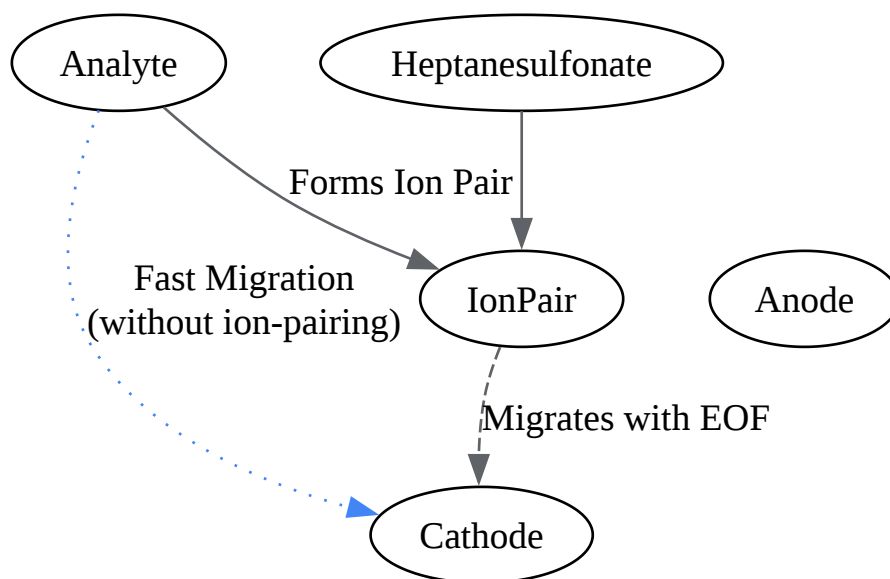 Analyte
Heptanesulfonate
Forms Ion Pair
Fast Migration
(without ion-pairing)
IonPair
Anode
Migrates with EOF
Cathode